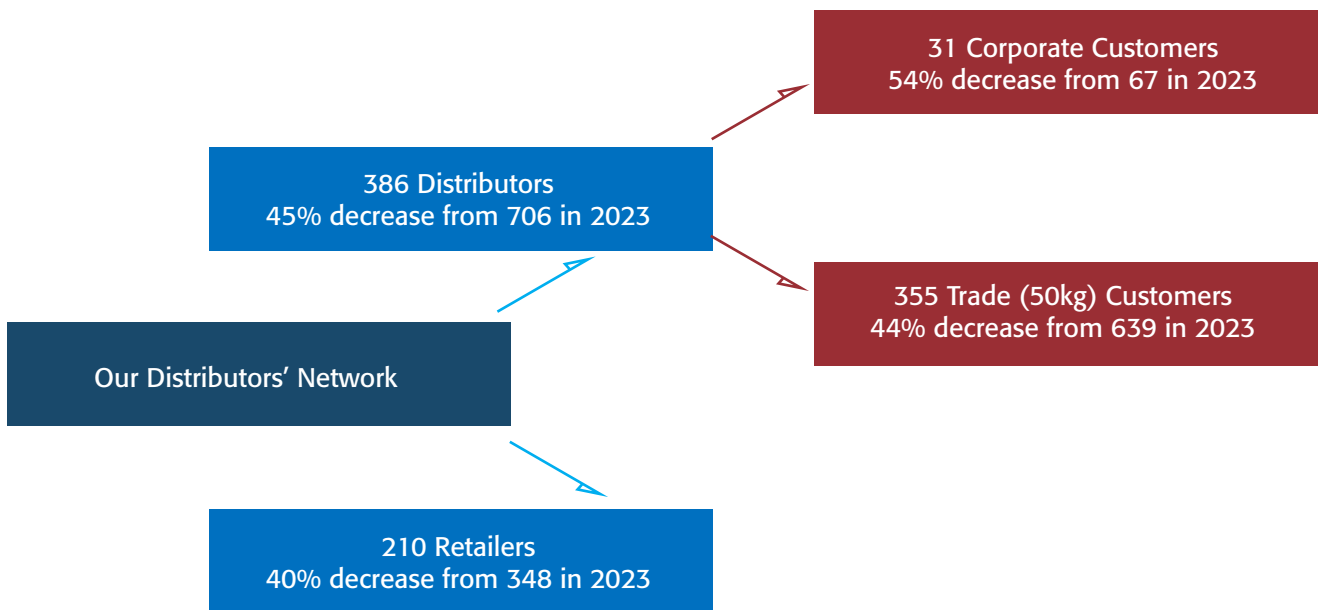 31 Corporate Customers
54% decrease from 67 in 2023
386 Distributors
45% decrease from 706 in 2023
355 Trade (50kg) Customers
44% decrease from 639 in 2023
Our Distributors’ Network
210 Retailers
40% decrease from 348 in 2023